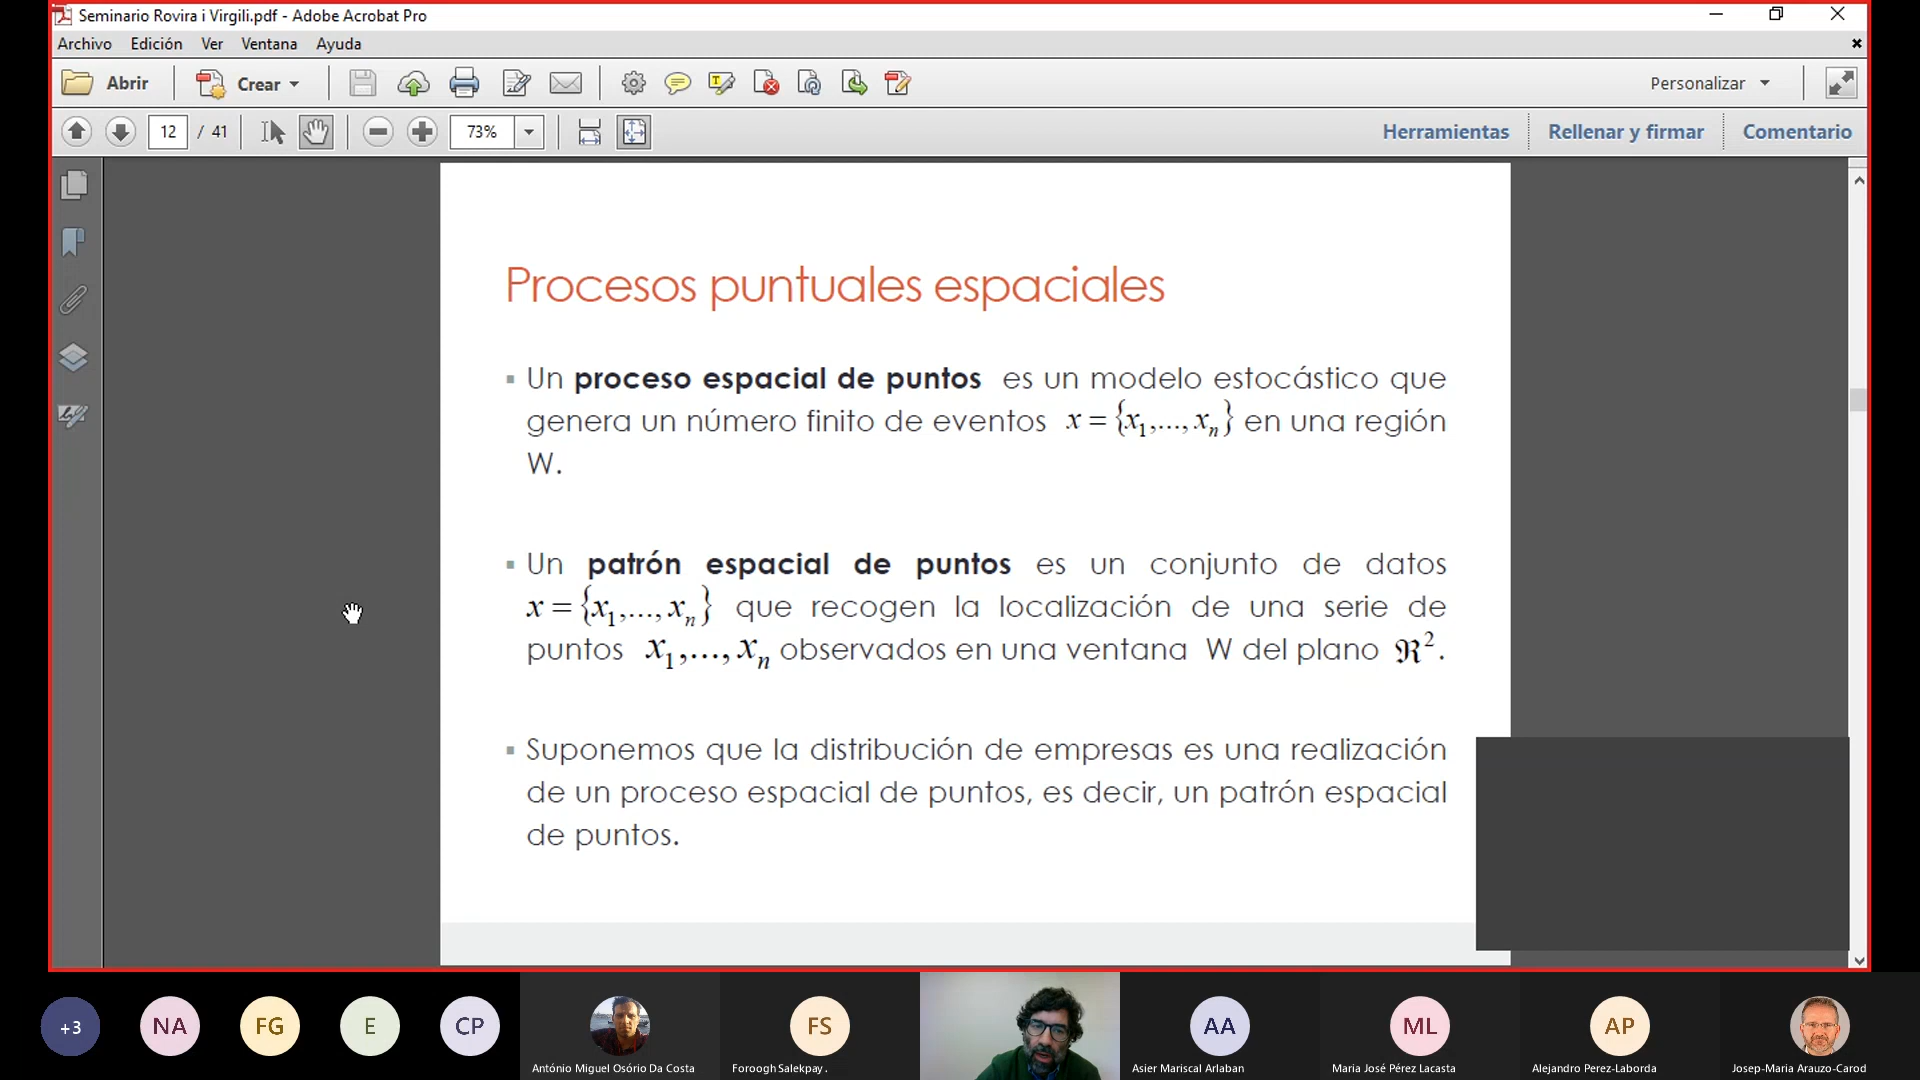 Seminario Rovira i Virgili.pdf - Adobe Acrobat Pro
Archivo Edición Ver Ventana Ayuda
Abrir Crear Personalizar
12 / 41 73% Herramientas Rellenar y firmar Comentario
Procesos puntuales espaciales
▪ Un proceso espacial de puntos es un modelo estocástico que
genera un número finito de eventos x = {x₁,..., xₙ} en una región
W.
▪ Un patrón espacial de puntos es un conjunto de datos
x = {x₁,..., xₙ} que recogen la localización de una serie de
puntos x₁,..., xₙ observados en una ventana W del plano ℜ².
▪ Suponemos que la distribución de empresas es una realización
de un proceso espacial de puntos, es decir, un patrón espacial
de puntos.
+3 NA FG E CP FS AA ML AP
António Miguel Osório Da Costa Foroogh Salekpay . Asier Mariscal Arlaban Maria José Pérez Lacasta Alejandro Perez-Laborda Josep-Maria Arauzo-Carod